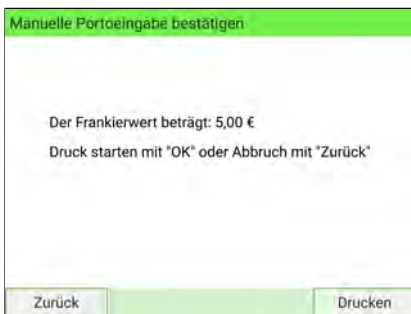 Manuelle Portoeingabe bestätigen
Der Frankierwert beträgt: 5,00 €
Druck starten mit "OK" oder Abbruch mit "Zurück"
Zurück
Drucken